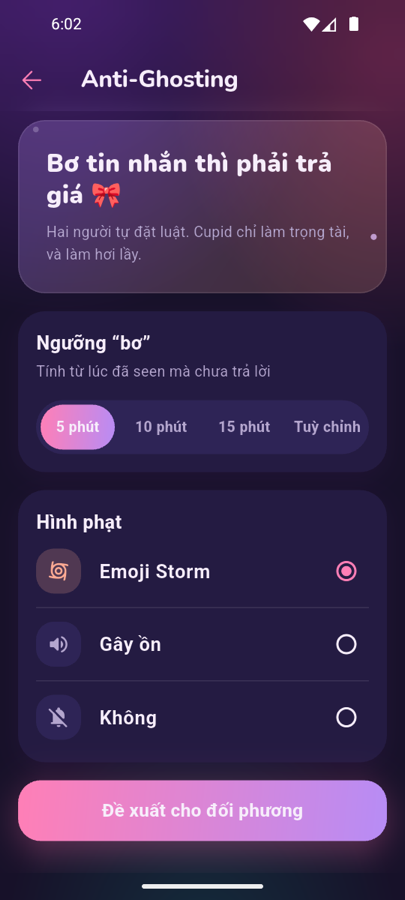 6:02
Anti-Ghosting
Bơ tin nhắn thì phải trả
giá 🎀
Hai người tự đặt luật. Cupid chỉ làm trọng tài,
và làm hơi lầy.
Ngưỡng “bơ”
Tính từ lúc đã seen mà chưa trả lời
5 phút 10 phút 15 phút Tuỳ chỉnh
Hình phạt
Emoji Storm
Gây ồn
Không
Đề xuất cho đối phương